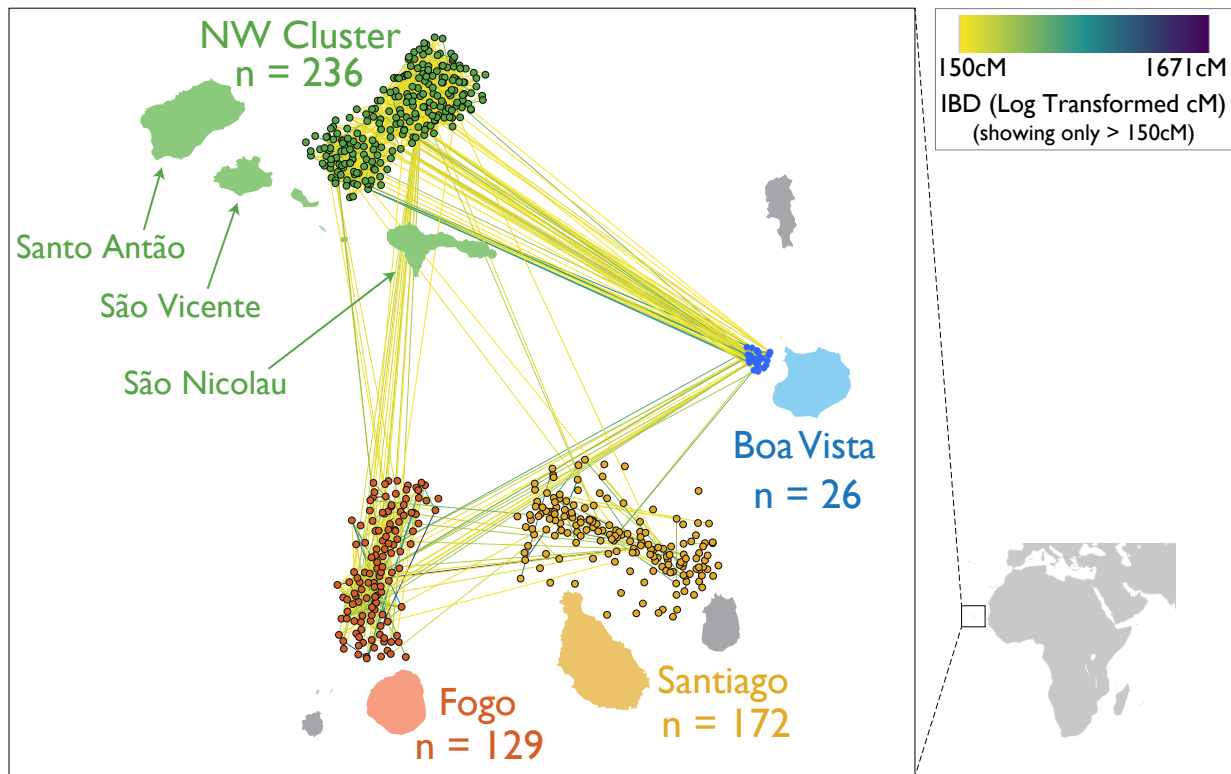 NW Cluster
n = 236
Santo Antão
São Vicente
São Nicolau
Boa Vista
n = 26
Santiago
n = 172
Fogo
n = 129
150cM 1671cM
IBD (Log Transformed cM)
(showing only > 150cM)